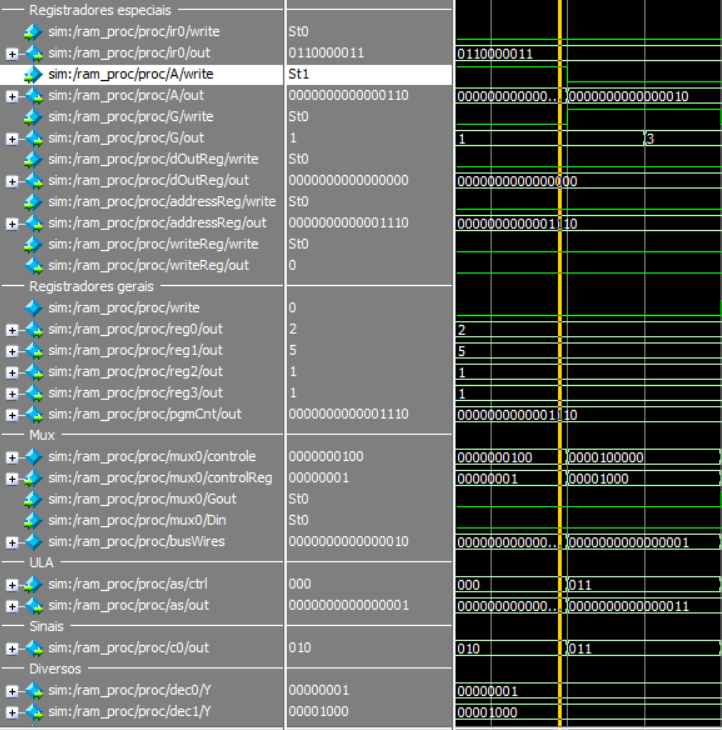 Registradores especiais
sim:/ram_proc/proc/ir0/write St0
sim:/ram_proc/proc/ir0/out 0110000011 0110000011
sim:/ram_proc/proc/A/write St1
sim:/ram_proc/proc/A/out 0000000000000110 000000000000... 0000000000000010
sim:/ram_proc/proc/G/write St0
sim:/ram_proc/proc/G/out 1 1 3
sim:/ram_proc/proc/dOutReg/write St0
sim:/ram_proc/proc/dOutReg/out 0000000000000000 0000000000000000
sim:/ram_proc/proc/addressReg/write St0
sim:/ram_proc/proc/addressReg/out 0000000000001110 0000000000001110
sim:/ram_proc/proc/writeReg/write St0
sim:/ram_proc/proc/writeReg/out 0
Registradores gerais
sim:/ram_proc/proc/write 0
sim:/ram_proc/proc/reg0/out 2 2
sim:/ram_proc/proc/reg1/out 5 5
sim:/ram_proc/proc/reg2/out 1 1
sim:/ram_proc/proc/reg3/out 1 1
sim:/ram_proc/proc/pgmCnt/out 0000000000001110 0000000000001110
Mux
sim:/ram_proc/proc/mux0/controle 0000000100 0000000100 0000100000
sim:/ram_proc/proc/mux0/controlReg 00000001 00000001 00001000
sim:/ram_proc/proc/mux0/Gout St0
sim:/ram_proc/proc/mux0/Din St0
sim:/ram_proc/proc/busWires 0000000000000010 000000000000... 0000000000000001
ULA
sim:/ram_proc/proc/as/ctrl 000 000 011
sim:/ram_proc/proc/as/out 0000000000000001 000000000000... 0000000000000011
Sinais
sim:/ram_proc/proc/c0/out 010 010 011
Diversos
sim:/ram_proc/proc/dec0/Y 00000001 00000001
sim:/ram_proc/proc/dec1/Y 00001000 00001000